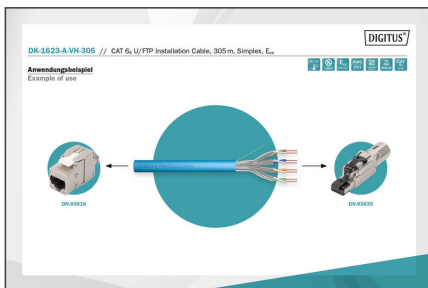 DIGITUS®
DK-1623-A-VH-305 // CAT 6A U/FTP Installation Cable, 305 m, Simplex, Eca
Anwendungsbeispiel
Example of use
DN-93616
DN-93635